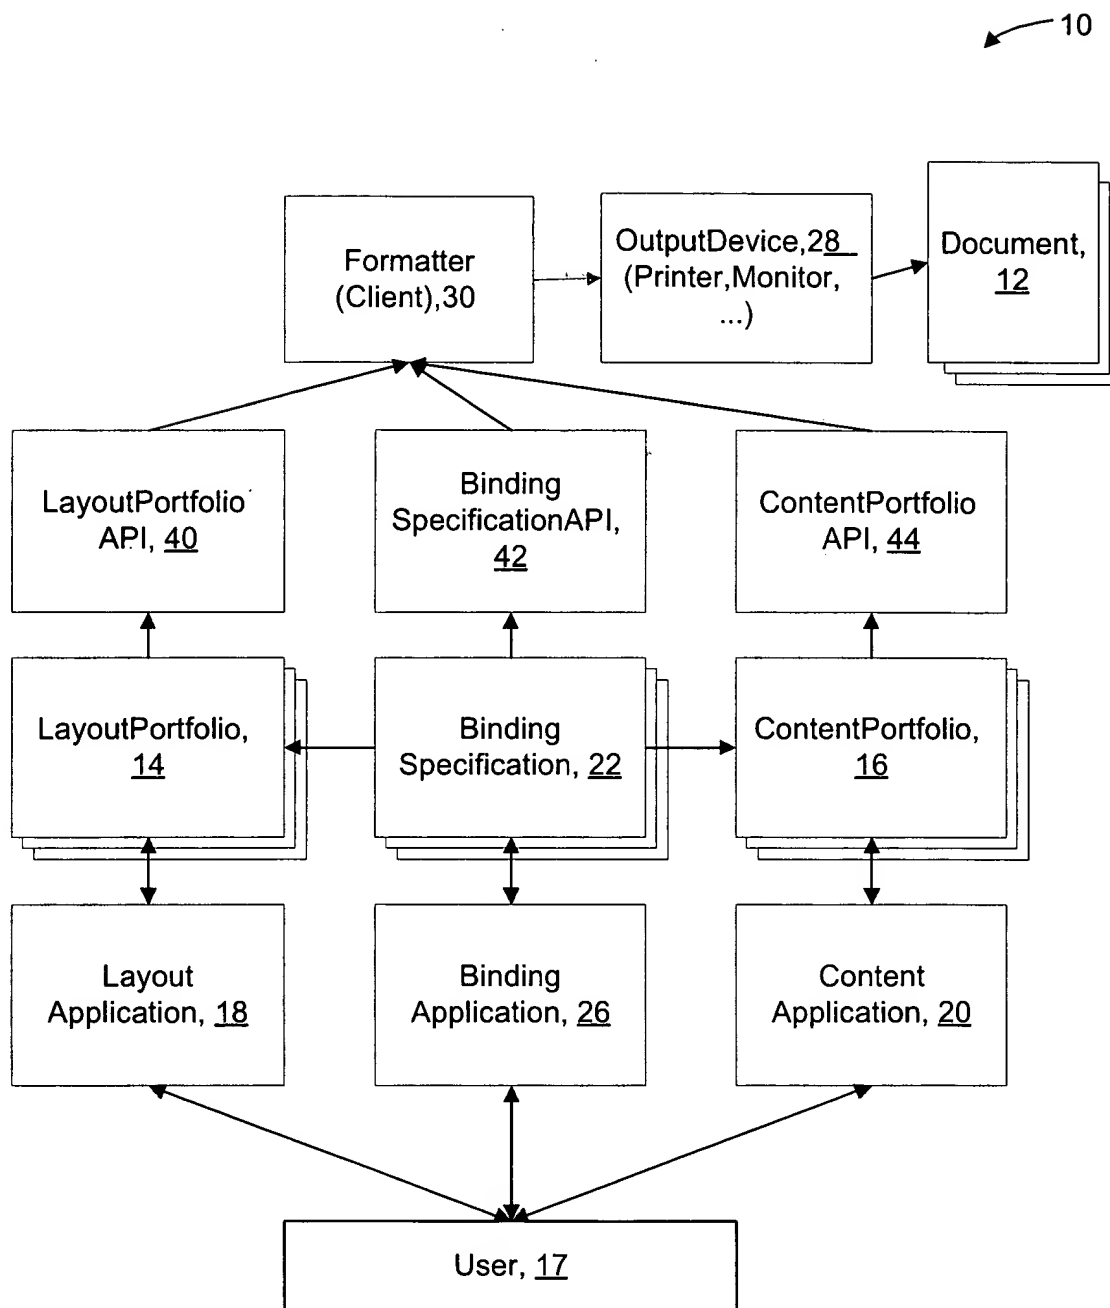 10
Formatter
(Client),30
OutputDevice,28
(Printer,Monitor,
...)
Document,
12
LayoutPortfolio
API, 40
Binding
SpecificationAPI,
42
ContentPortfolio
API, 44
LayoutPortfolio,
14
Binding
Specification, 22
ContentPortfolio,
16
Layout
Application, 18
Binding
Application, 26
Content
Application, 20
User, 17